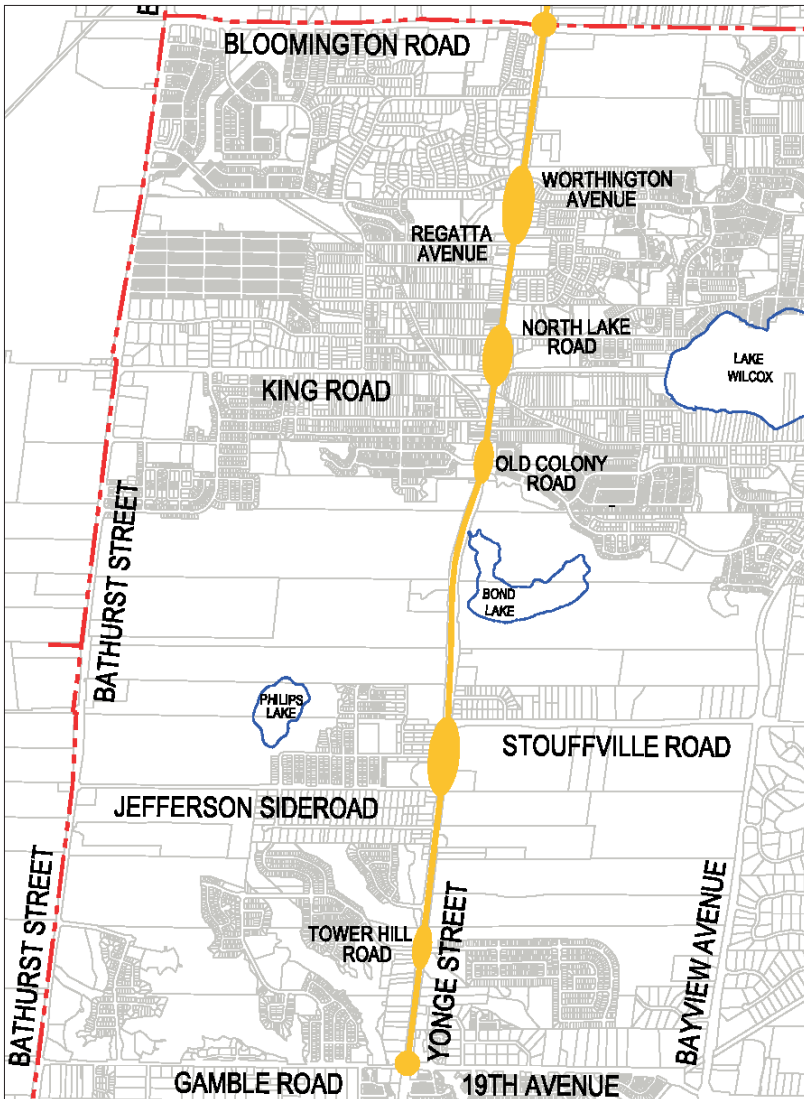 BLOOMINGTON ROAD
WORTHINGTON
AVENUE
REGATTA
AVENUE
NORTH LAKE
ROAD
LAKE
WILCOX
KING ROAD
OLD COLONY
ROAD
BATHURST STREET
BOND
LAKE
PHILIPS
LAKE
STOUFFVILLE ROAD
JEFFERSON SIDEROAD
BATHURST STREET
TOWER HILL
ROAD
YONGE STREET
BAYVIEW AVENUE
GAMBLE ROAD
19TH AVENUE